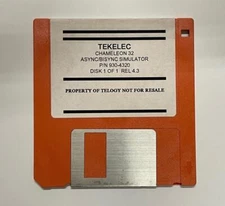 TEKELEC
CHAMELEON 32
ASYNC/BISYNC SIMULATOR
P/N 930-4320
DISK 1 OF 1 REL 4.3
PROPERTY OF TELOGY NOT FOR RESALE